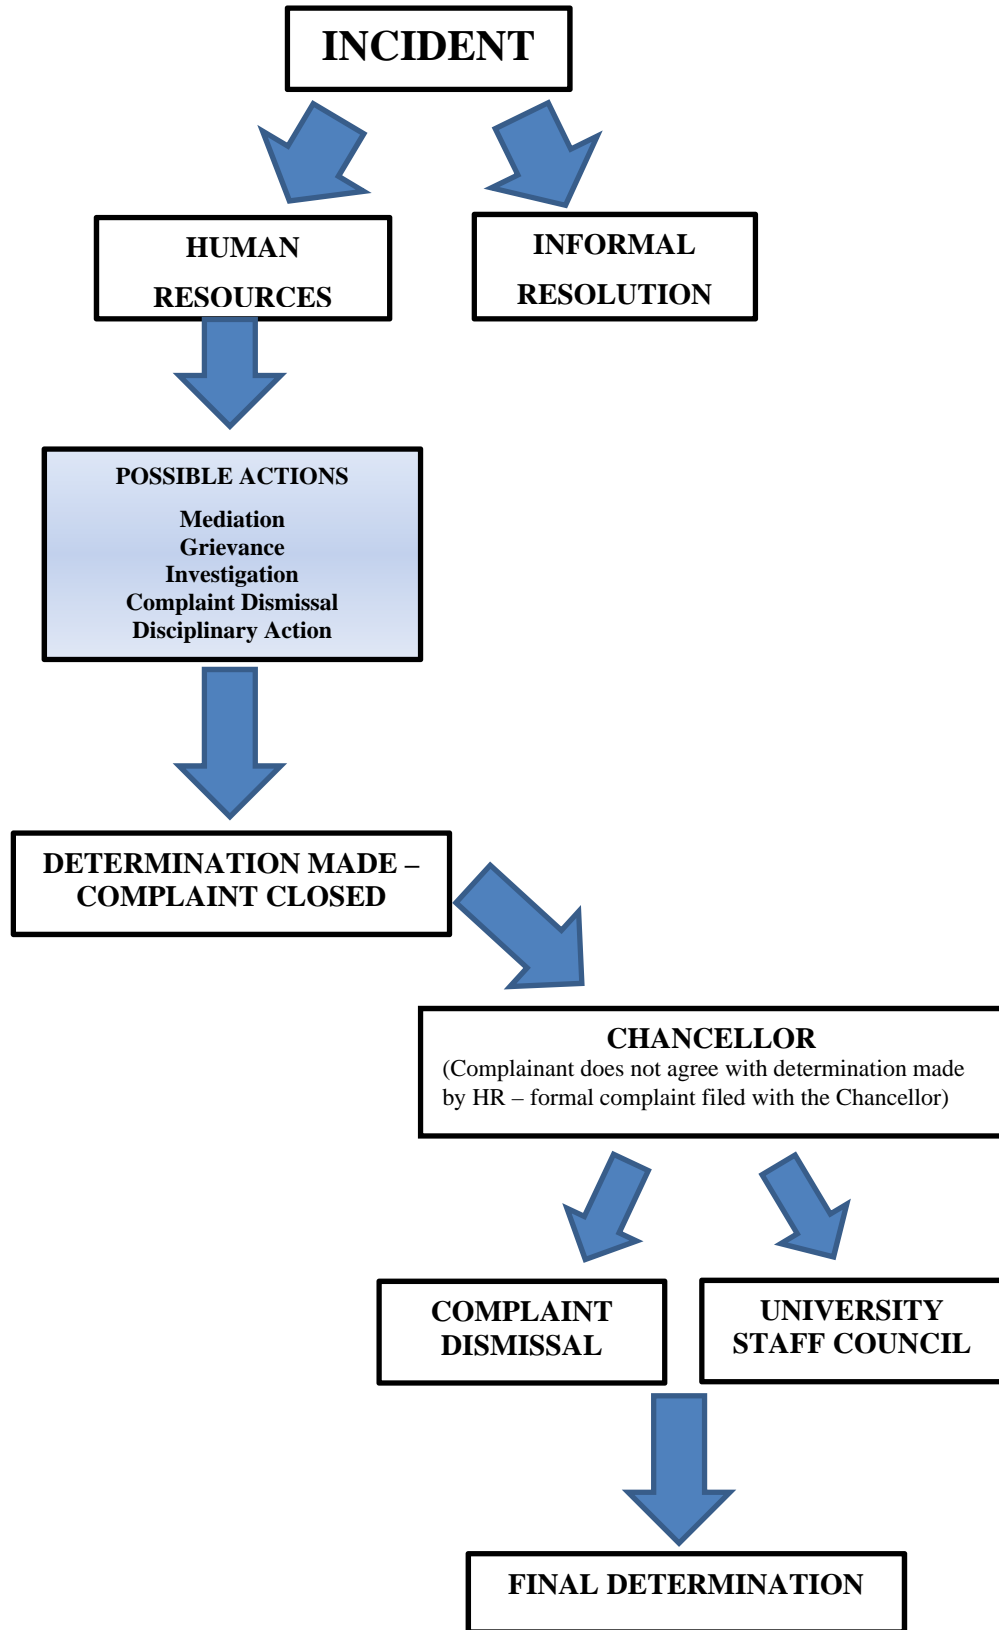 INCIDENT
HUMAN
RESOURCES
INFORMAL
RESOLUTION
POSSIBLE ACTIONS
Mediation
Grievance
Investigation
Complaint Dismissal
Disciplinary Action
DETERMINATION MADE –
COMPLAINT CLOSED
CHANCELLOR
(Complainant does not agree with determination made
by HR – formal complaint filed with the Chancellor)
COMPLAINT
DISMISSAL
UNIVERSITY
STAFF COUNCIL
FINAL DETERMINATION